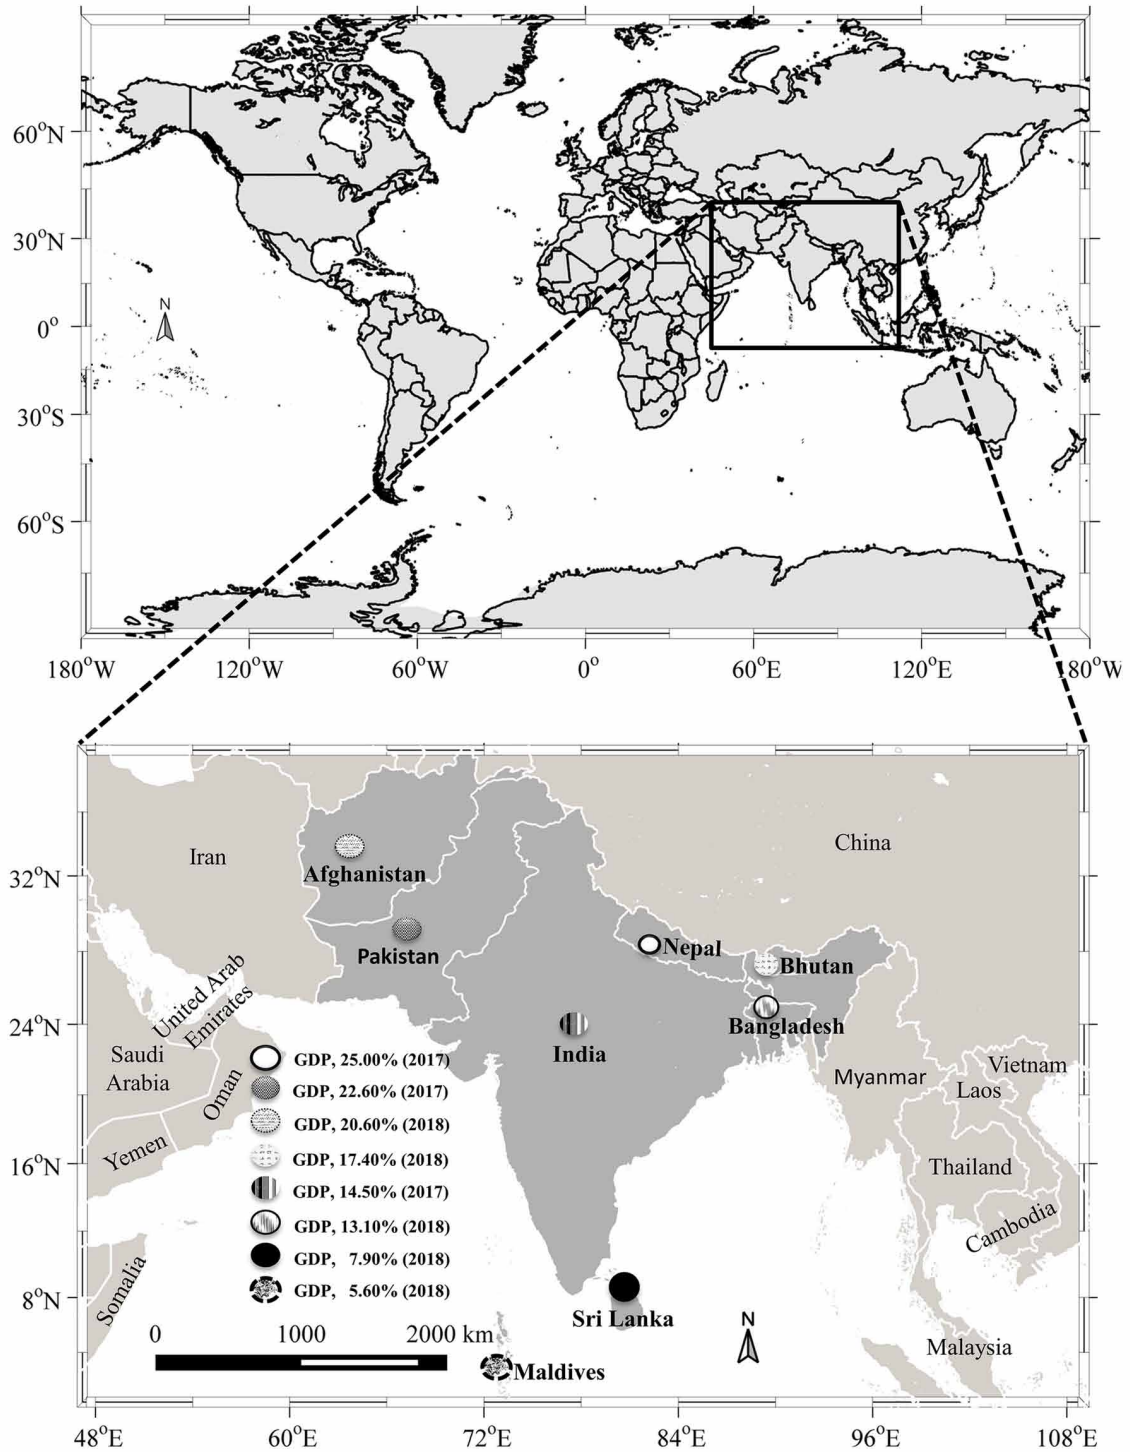 60°N
30°N
N
0°
30°S
60°S
180°W 120°W 60°W 0° 60°E 120°E 180°W
China
Iran
Afghanistan
32°N
Nepal
Pakistan
Bhutan
United Arab
Emirates
24°N
Bangladesh
India
Saudi
Arabia
GDP, 25.00% (2017)
Vietnam
Myanmar
Laos
Oman
GDP, 22.60% (2017)
GDP, 20.60% (2018)
Yemen
GDP, 17.40% (2018)
16°N
Thailand
GDP, 14.50% (2017)
GDP, 13.10% (2018)
Cambodia
GDP, 7.90% (2018)
Somalia
GDP, 5.60% (2018)
8°N
Sri Lanka
N
0 1000 2000 km
Malaysia
Maldives
48°E 60°E 72°E 84°E 96°E 108°E